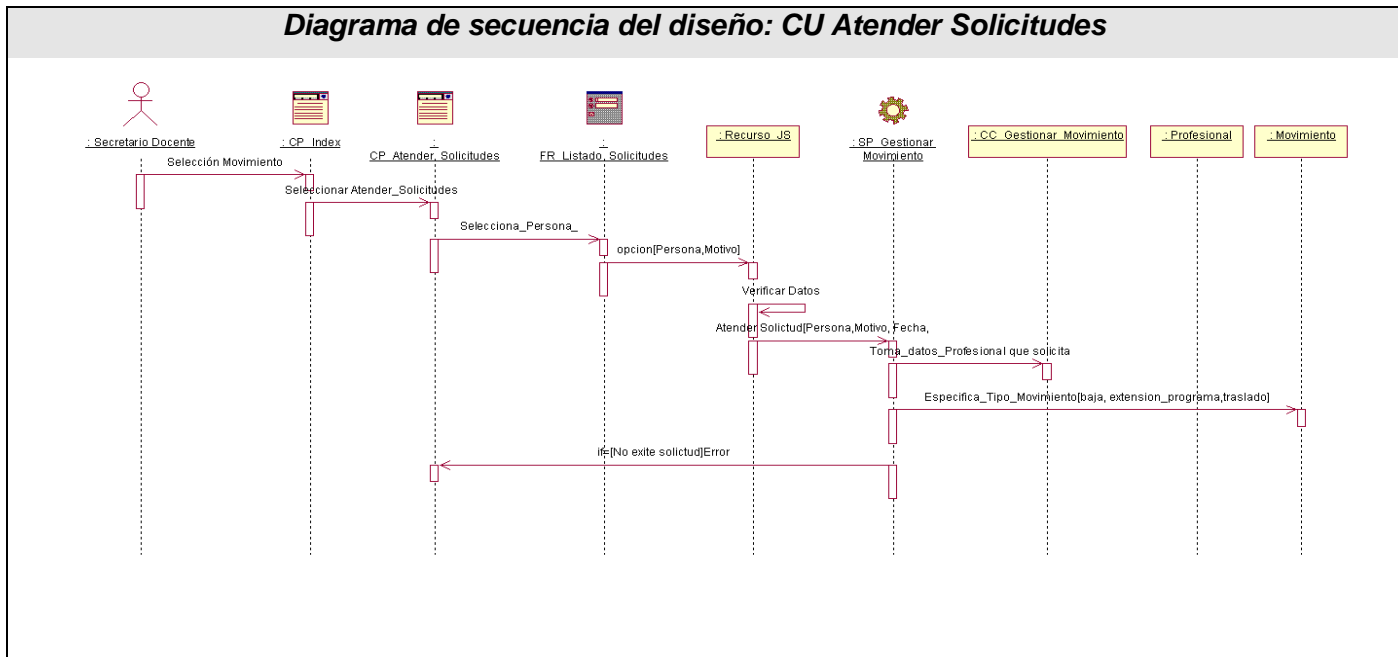 Diagrama de secuencia del diseño: CU Atender Solicitudes
: Secretario Docente
: CP_Index
:
CP_Atender_Solicitudes
:
FR_Listado_Solicitudes
: Recurso_JS
: SP_Gestionar
Movimiento
: CC_Gestionar_Movimiento
: Profesional
: Movimiento
Selección Movimiento
Seleccionar Atender_Solicitudes
Selecciona_Persona_
opcion[Persona,Motivo]
Verificar Datos
Atender Solictud[Persona,Motivo, Fecha,
Toma_datos_Profesional que solicita
Especifica_Tipo_Movimiento[baja, extension_programa,traslado]
if=[No exite solictud]Error